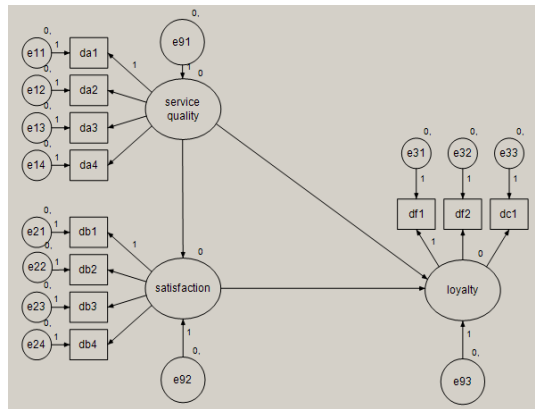 0,
e11 1 da1
0,
e12 1 da2
0,
e13 1 da3
0,
e14 1 da4
1
0,
e91
1
0
service
quality
0,
e31
1
0,
e32
1
0,
e33
1
df1
df2
dc1
1
0
loyalty
0,
e21 1 db1
0,
e22 1 db2
0,
e23 1 db3
0,
e24 1 db4
1
0
satisfaction
1
0,
e92
1
0,
e93